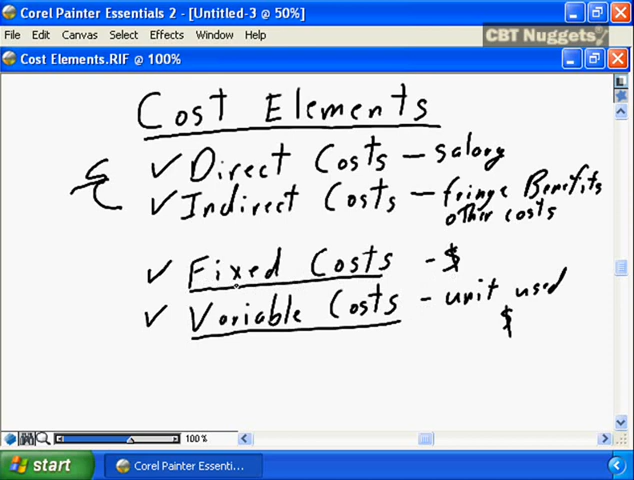 Corel Painter Essentials 2 - [Untitled-3 @ 50%]
File Edit Canvas Select Effects Window Help
CBT Nuggets
Cost Elements.RIF @ 100%
Cost Elements
✓ Direct Costs - salary
✓ Indirect Costs - fringe Benefits
other costs
✓ Fixed Costs - $
✓ Variable Costs - unit used
$
100%
start Corel Painter Essenti...